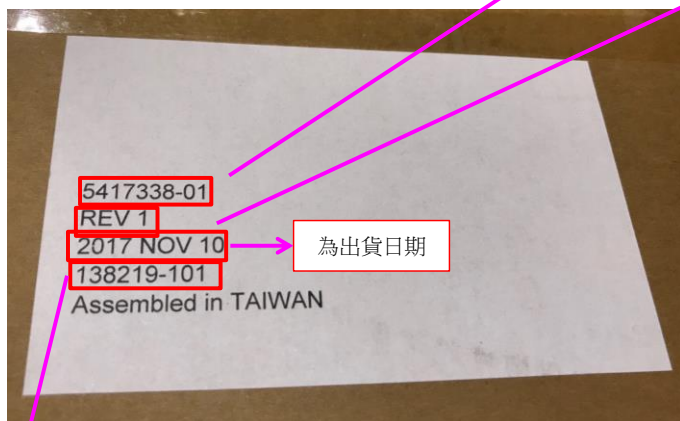 5417338-01
REV 1
2017 NOV 10
為出貨日期
138219-101
Assembled in TAIWAN